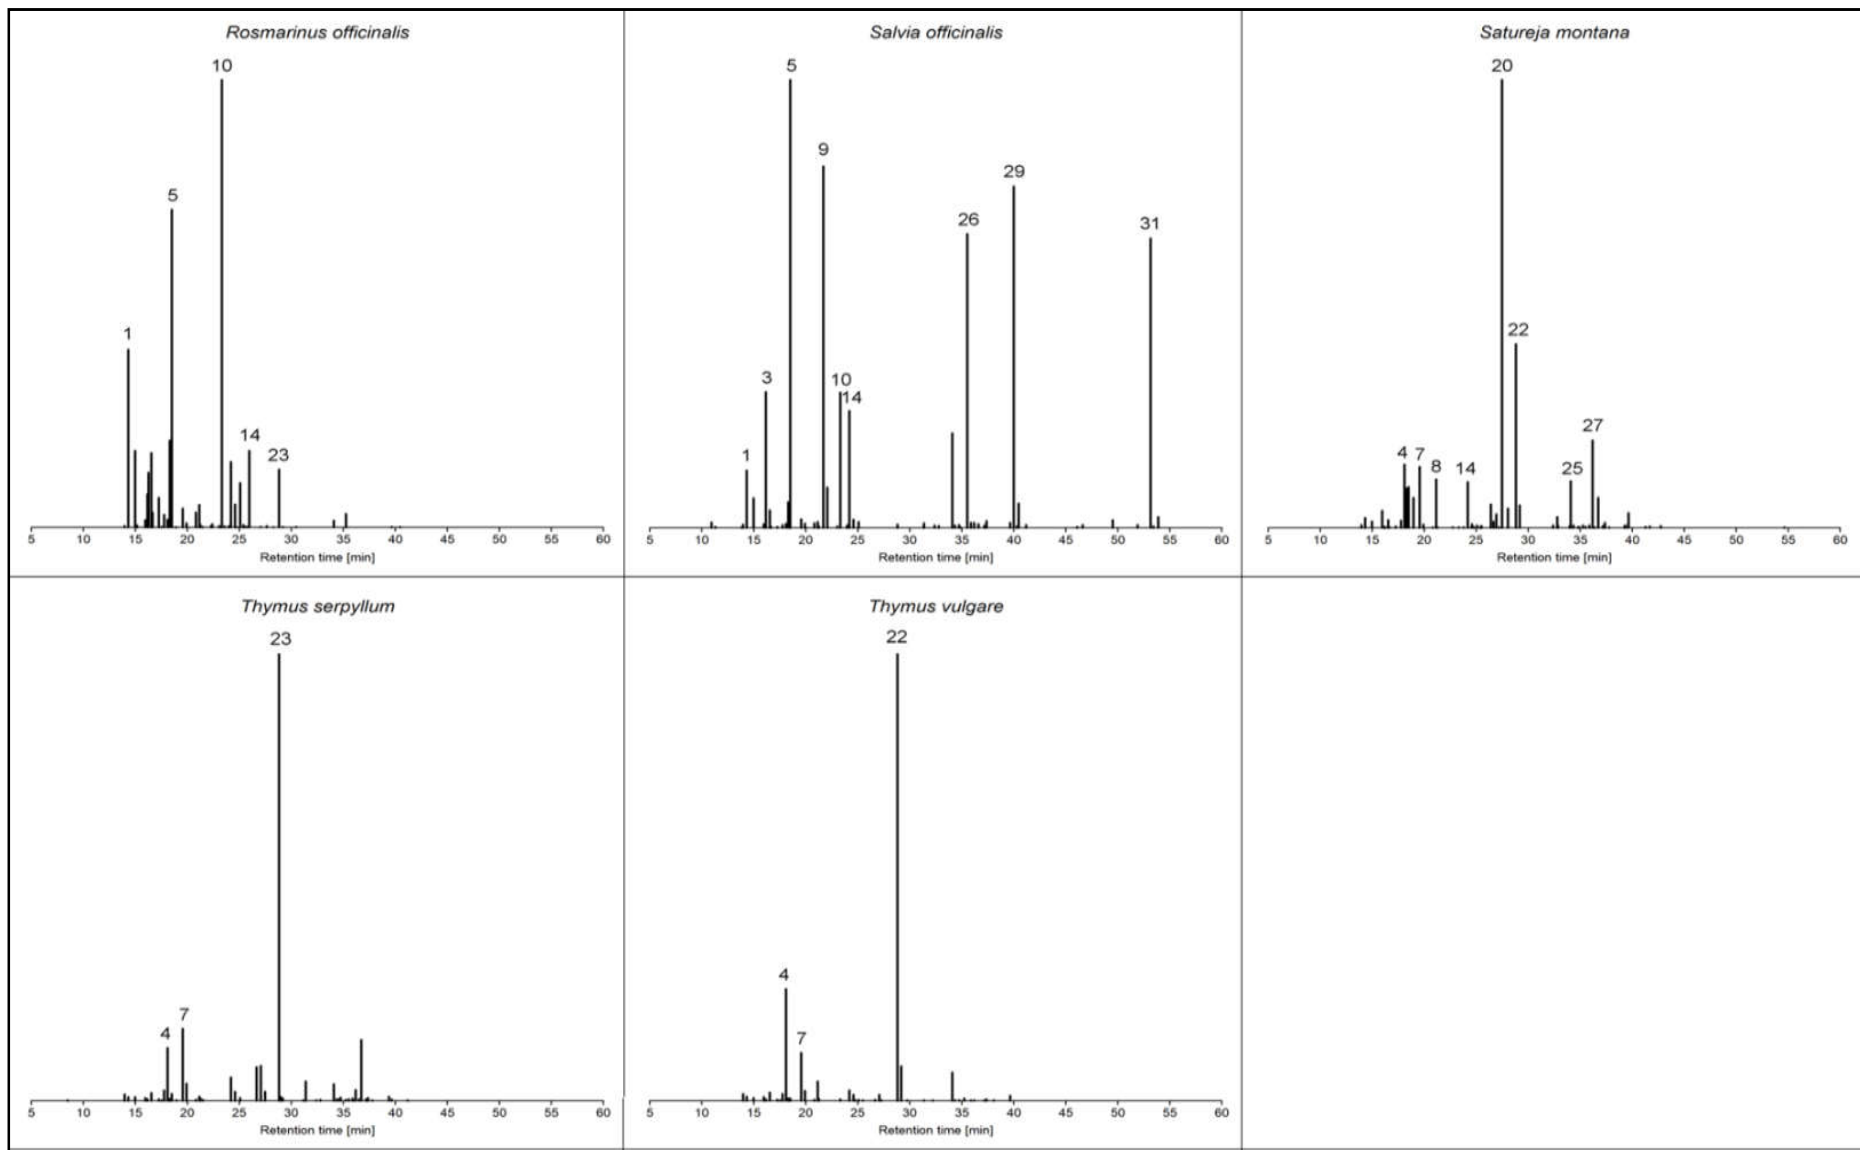 Rosmarinus officinalis
10
5
1
14
23
5 10 15 20 25 30 35 40 45 50 55 60
Retention time [min]
Salvia officinalis
5
9
29
26
31
3
10
14
1
5 10 15 20 25 30 35 40 45 50 55 60
Retention time [min]
Satureja montana
20
22
27
4 7 8 14 25
5 10 15 20 25 30 35 40 45 50 55 60
Retention time [min]
Thymus serpyllum
23
7
4
5 10 15 20 25 30 35 40 45 50 55 60
Retention time [min]
Thymus vulgare
22
4
7
5 10 15 20 25 30 35 40 45 50 55 60
Retention time [min]